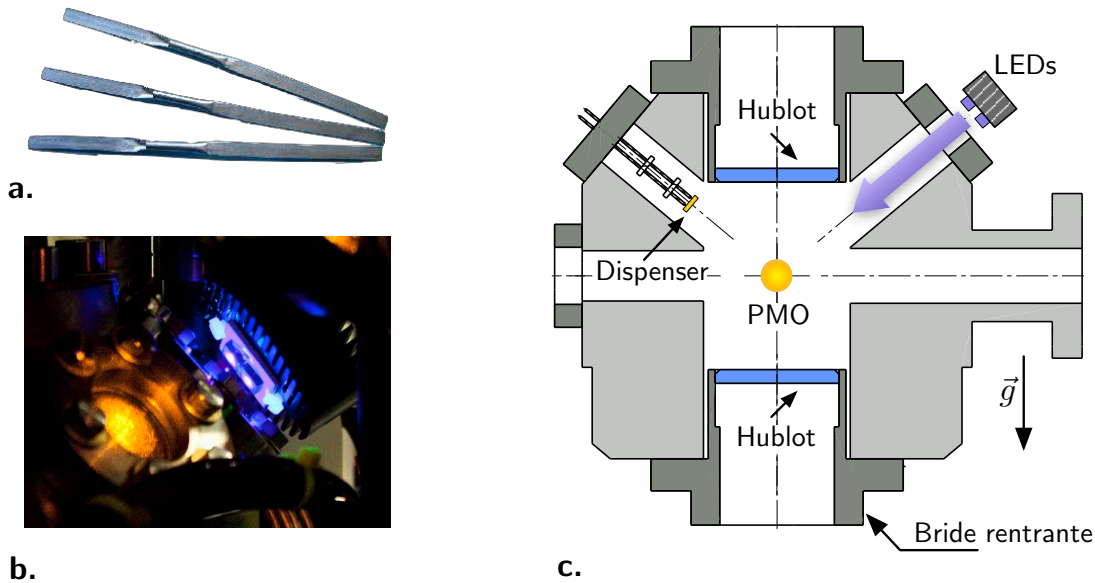 a.
b.
LEDs
Hublot
Dispenser
PMO
g⃗
Hublot
Bride rentrante
c.